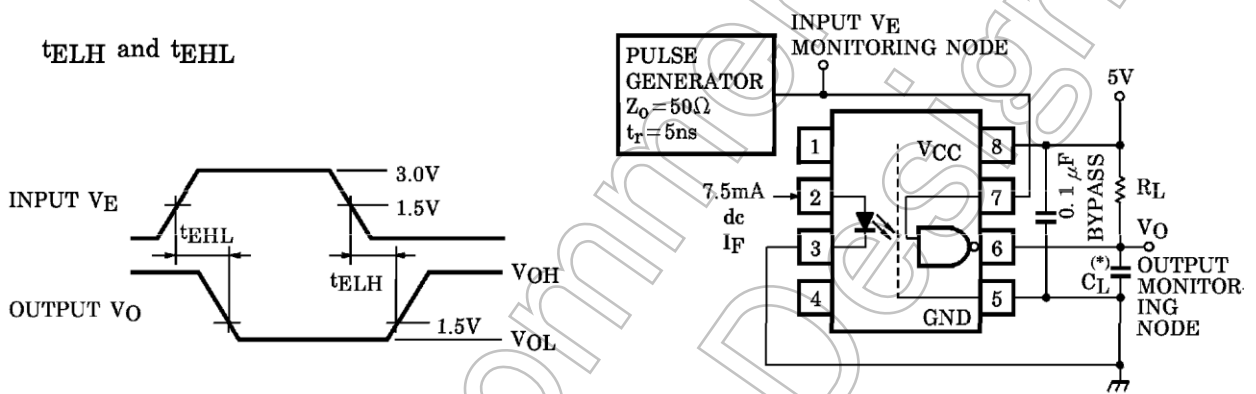 tELH and tEHL
INPUT VE
3.0V
1.5V
tEHL
tELH
OUTPUT VO
VOH
1.5V
VOL
INPUT VE
MONITORING NODE
PULSE
GENERATOR
Zo=50Ω
tr=5ns
5V
1
2
3
4
VCC
GND
8
7
6
5
7.5mA
dc
IF
0.1 μF
BYPASS
RL
VO
CL(*)
OUTPUT
MONITOR-
ING
NODE